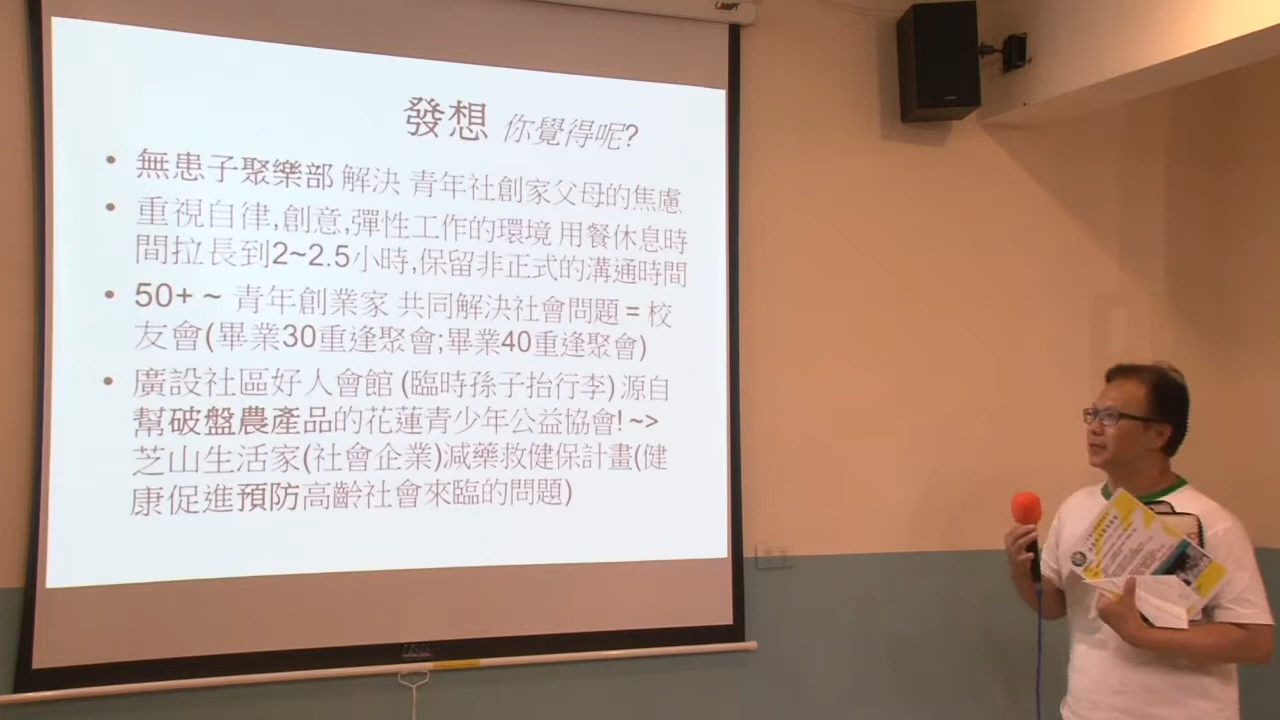 發想 你覺得呢?
• 無患子聚樂部 解決 青年社創家父母的焦慮
• 重視自律,創意,彈性工作的環境 用餐休息時
間拉長到2~2.5小時,保留非正式的溝通時間
• 50+ ~ 青年創業家 共同解決社會問題 = 校
友會(畢業30重逢聚會;畢業40重逢聚會)
• 廣設社區好人會館 (臨時孫子抬行李) 源自
幫破盤農產品的花蓮青少年公益協會! ~>
芝山生活家(社會企業)減藥救健保計畫(健
康促進預防高齡社會來臨的問題)